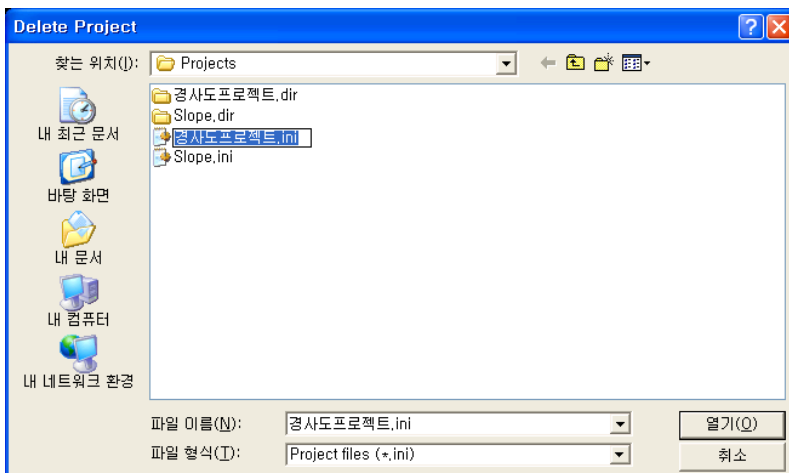 Delete Project
찾는 위치(I): Projects
경사도프로젝트.dir
Slope.dir
경사도프로젝트.ini
Slope.ini
내 최근 문서
바탕 화면
내 문서
내 컴퓨터
내 네트워크 환경
파일 이름(N): 경사도프로젝트.ini 열기(O)
파일 형식(T): Project files (*.ini) 취소